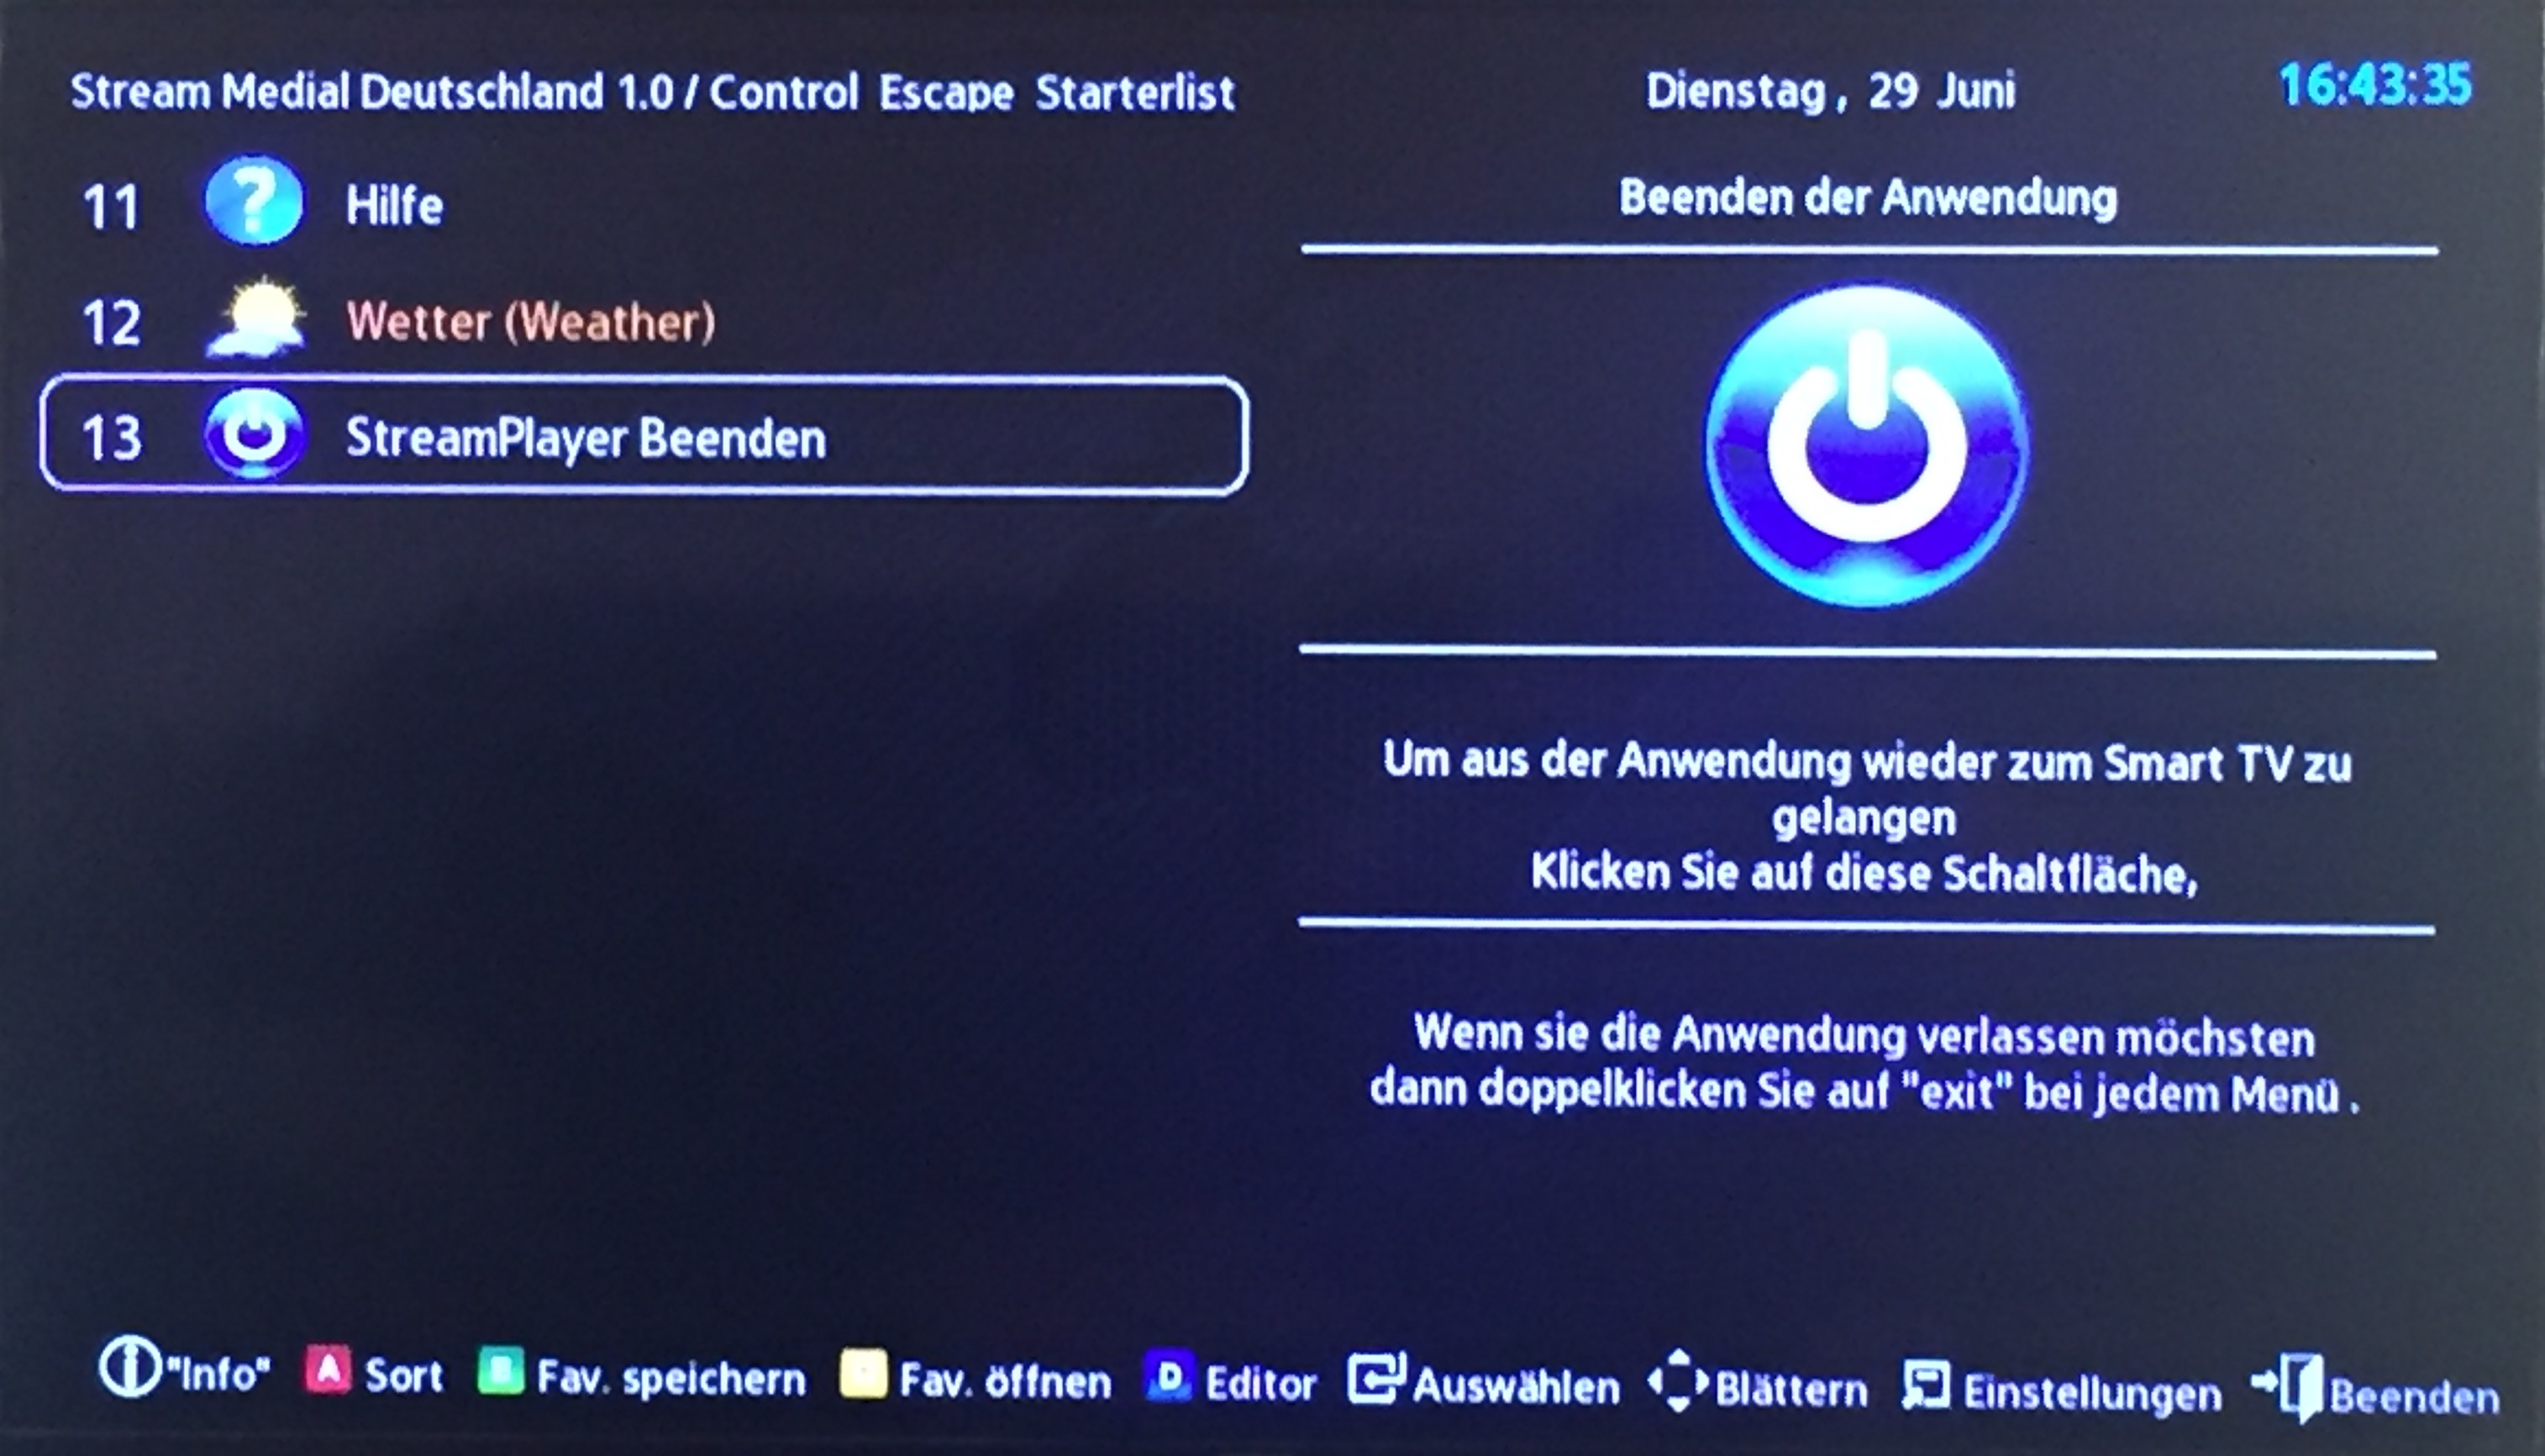 Stream Medial Deutschland 1.0 / Control Escape Starterlist
Dienstag, 29 Juni
16:43:35
11 Hilfe
12 Wetter (Weather)
13 StreamPlayer Beenden
Beenden der Anwendung
Um aus der Anwendung wieder zum Smart TV zu
gelangen
Klicken Sie auf diese Schaltfläche,
Wenn sie die Anwendung verlassen möchsten
dann doppelklicken Sie auf "exit" bei jedem Menü .
"Info" A Sort Fav. speichern Fav. öffnen D Editor Auswählen Blättern Einstellungen Beenden